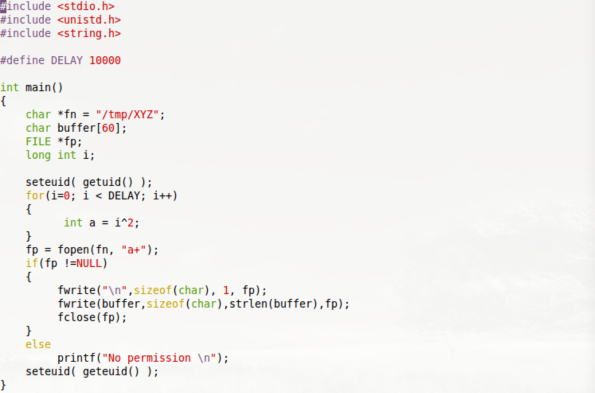 #include <stdio.h>
#include <unistd.h>
#include <string.h>

#define DELAY 10000

int main()
{
    char *fn = "/tmp/XYZ";
    char buffer[60];
    FILE *fp;
    long int i;

    seteuid( getuid() );
    for(i=0; i < DELAY; i++)
    {
          int a = i^2;
    }
    fp = fopen(fn, "a+");
    if(fp !=NULL)
    {
         fwrite("\n",sizeof(char), 1, fp);
         fwrite(buffer,sizeof(char),strlen(buffer),fp);
         fclose(fp);
    }
    else
         printf("No permission \n");
    seteuid( geteuid() );
}